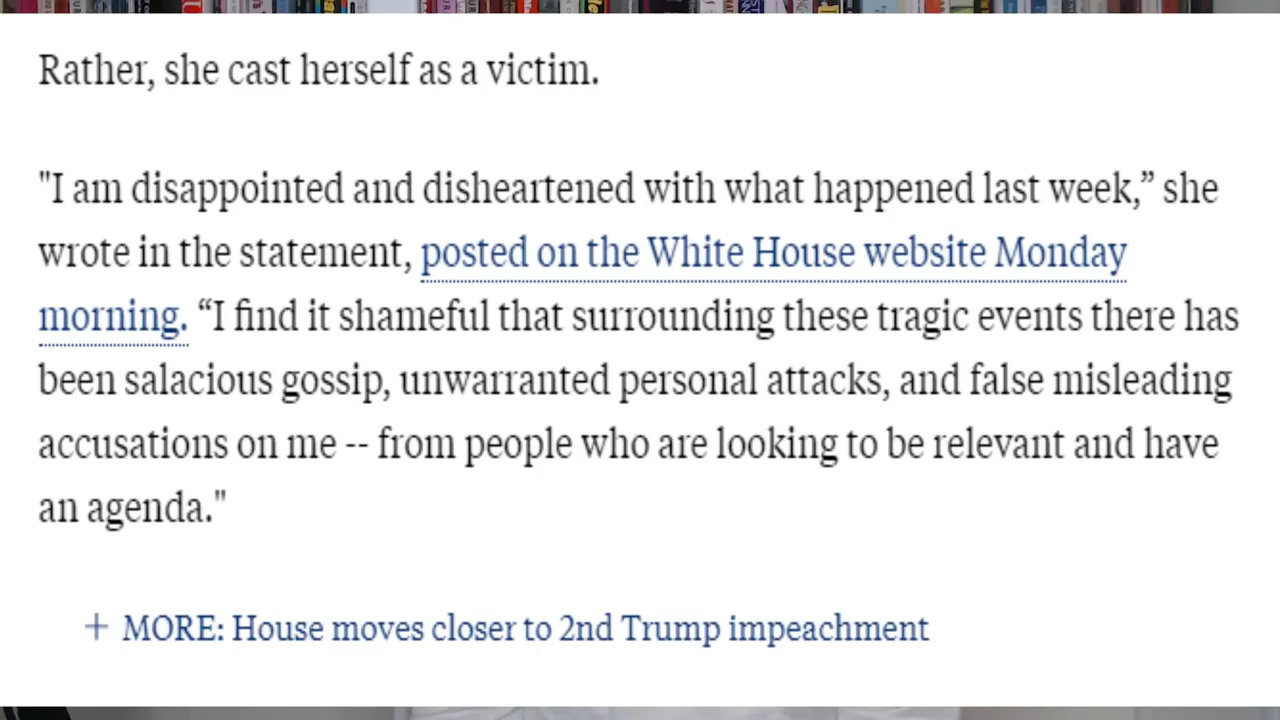 Rather, she cast herself as a victim.
"I am disappointed and disheartened with what happened last week,” she
wrote in the statement, posted on the White House website Monday
morning. “I find it shameful that surrounding these tragic events there has
been salacious gossip, unwarranted personal attacks, and false misleading
accusations on me -- from people who are looking to be relevant and have
an agenda."
+ MORE: House moves closer to 2nd Trump impeachment